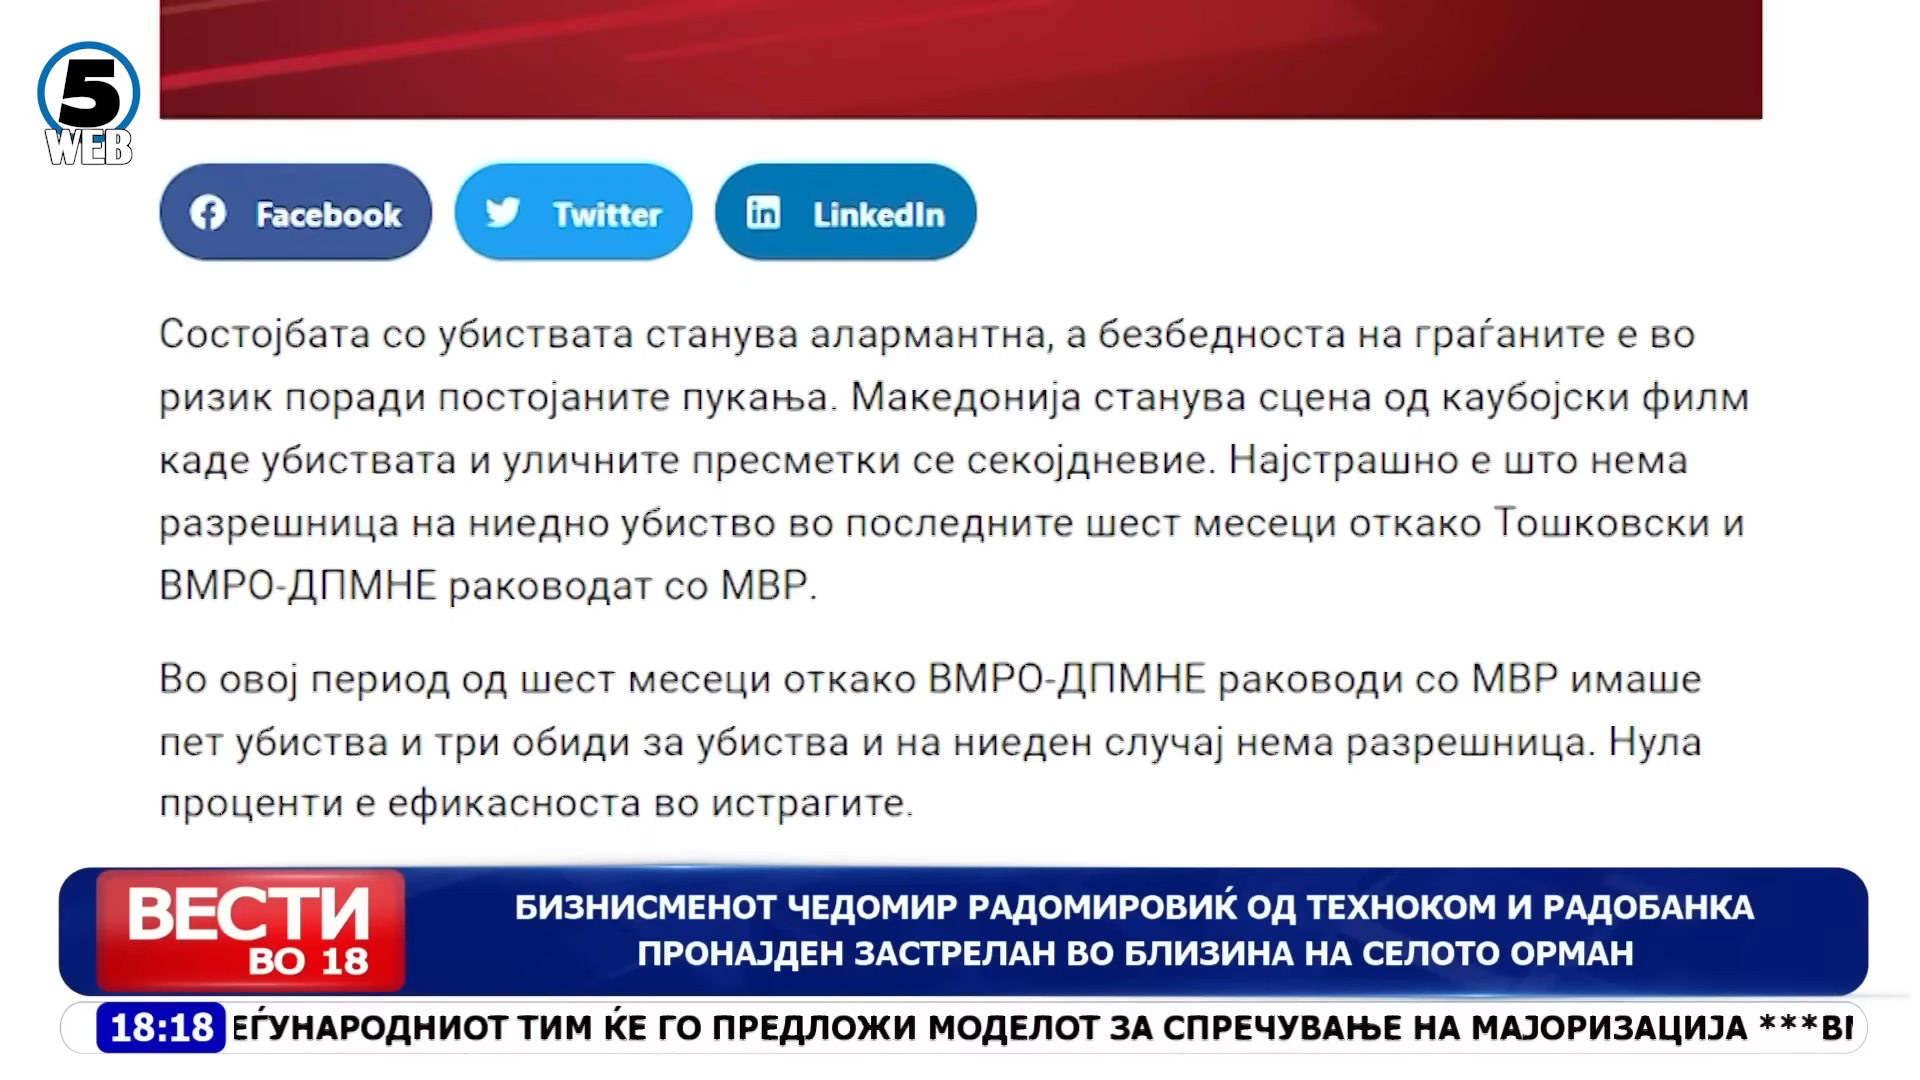 5
WEB
Facebook
Twitter
LinkedIn
Состојбата со убиствата станува алармантна, а безбедноста на граѓаните е во
ризик поради постојаните пукања. Македонија станува сцена од каубојски филм
каде убиствата и уличните пресметки се секојдневие. Најстрашно е што нема
разрешница на ниедно убиство во последните шест месеци откако Тошковски и
ВМРО-ДПМНЕ раководат со МВР.
Во овој период од шест месеци откако ВМРО-ДПМНЕ раководи со МВР имаше
пет убиства и три обиди за убиства и на ниеден случај нема разрешница. Нула
проценти е ефикасноста во истрагите.
ВЕСТИ
ВО 18
БИЗНИСМЕНОТ ЧЕДОМИР РАДОМИРОВИЌ ОД ТЕХНОКОМ И РАДОБАНКА
ПРОНАЈДЕН ЗАСТРЕЛАН ВО БЛИЗИНА НА СЕЛОТО ОРМАН
18:18 ЕЃУНАРОДНИОТ ТИМ ЌЕ ГО ПРЕДЛОЖИ МОДЕЛОТ ЗА СПРЕЧУВАЊЕ НА МАЈОРИЗАЦИЈА ***